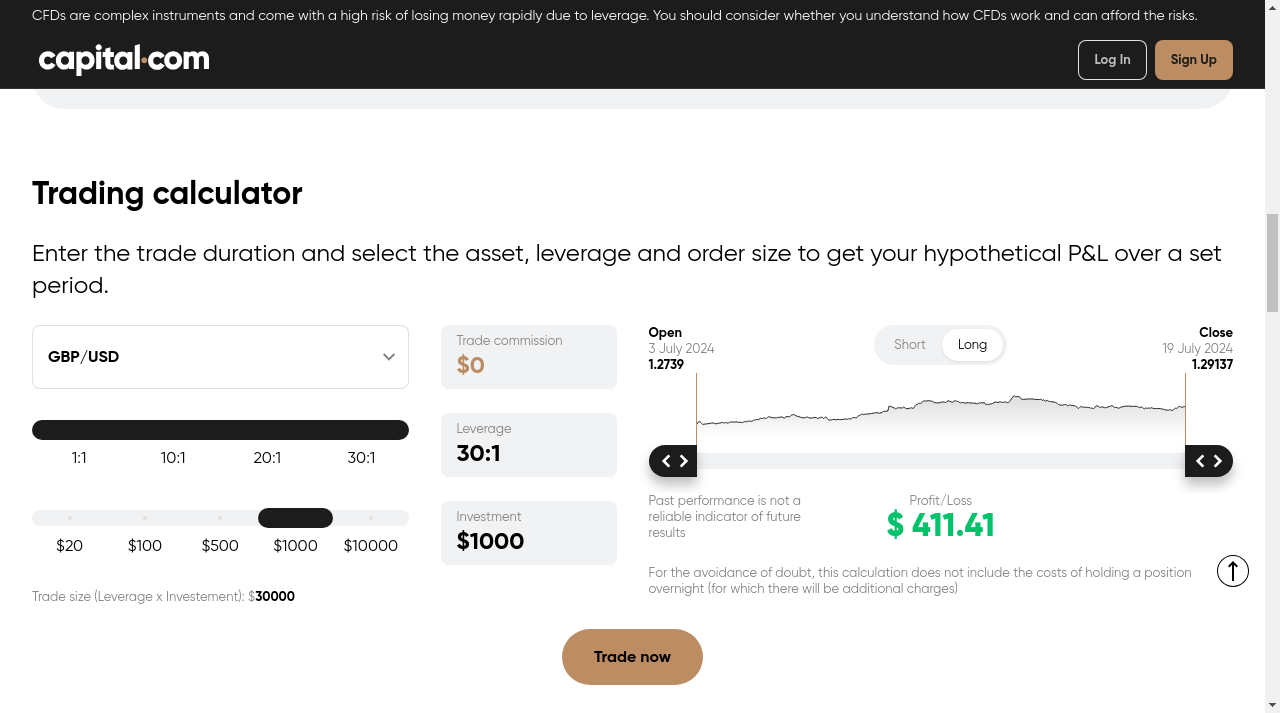 CFDs are complex instruments and come with a high risk of losing money rapidly due to leverage. You should consider whether you understand how CFDs work and can afford the risks.
capital.com
Log In
Sign Up
Trading calculator
Enter the trade duration and select the asset, leverage and order size to get your hypothetical P&L over a set
period.
GBP/USD
1:1
10:1
20:1
30:1
$20
$100
$500
$1000
$10000
Trade size (Leverage x Investement): $30000
Trade commission
$0
Leverage
30:1
Investment
$1000
Open
3 July 2024
1.2739
Short
Long
Close
19 July 2024
1.29137
Past performance is not a
reliable indicator of future
results
Profit/Loss
$ 411.41
For the avoidance of doubt, this calculation does not include the costs of holding a position
overnight (for which there will be additional charges)
Trade now